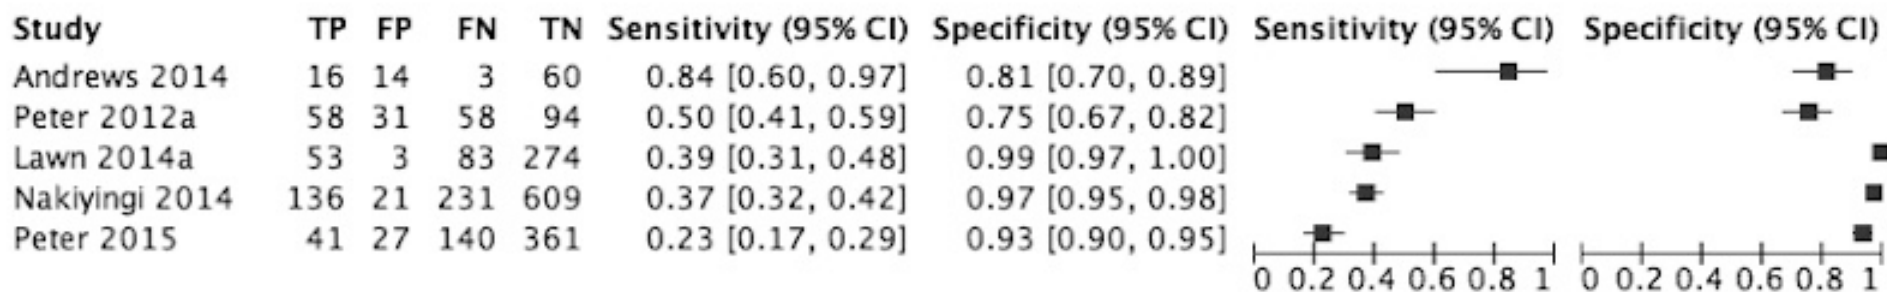 Study TP FP FN TN Sensitivity (95% CI) Specificity (95% CI) Sensitivity (95% CI) Specificity (95% CI)
Andrews 2014 16 14 3 60 0.84 [0.60, 0.97] 0.81 [0.70, 0.89]
Peter 2012a 58 31 58 94 0.50 [0.41, 0.59] 0.75 [0.67, 0.82]
Lawn 2014a 53 3 83 274 0.39 [0.31, 0.48] 0.99 [0.97, 1.00]
Nakiyingi 2014 136 21 231 609 0.37 [0.32, 0.42] 0.97 [0.95, 0.98]
Peter 2015 41 27 140 361 0.23 [0.17, 0.29] 0.93 [0.90, 0.95]
0 0.2 0.4 0.6 0.8 1 0 0.2 0.4 0.6 0.8 1